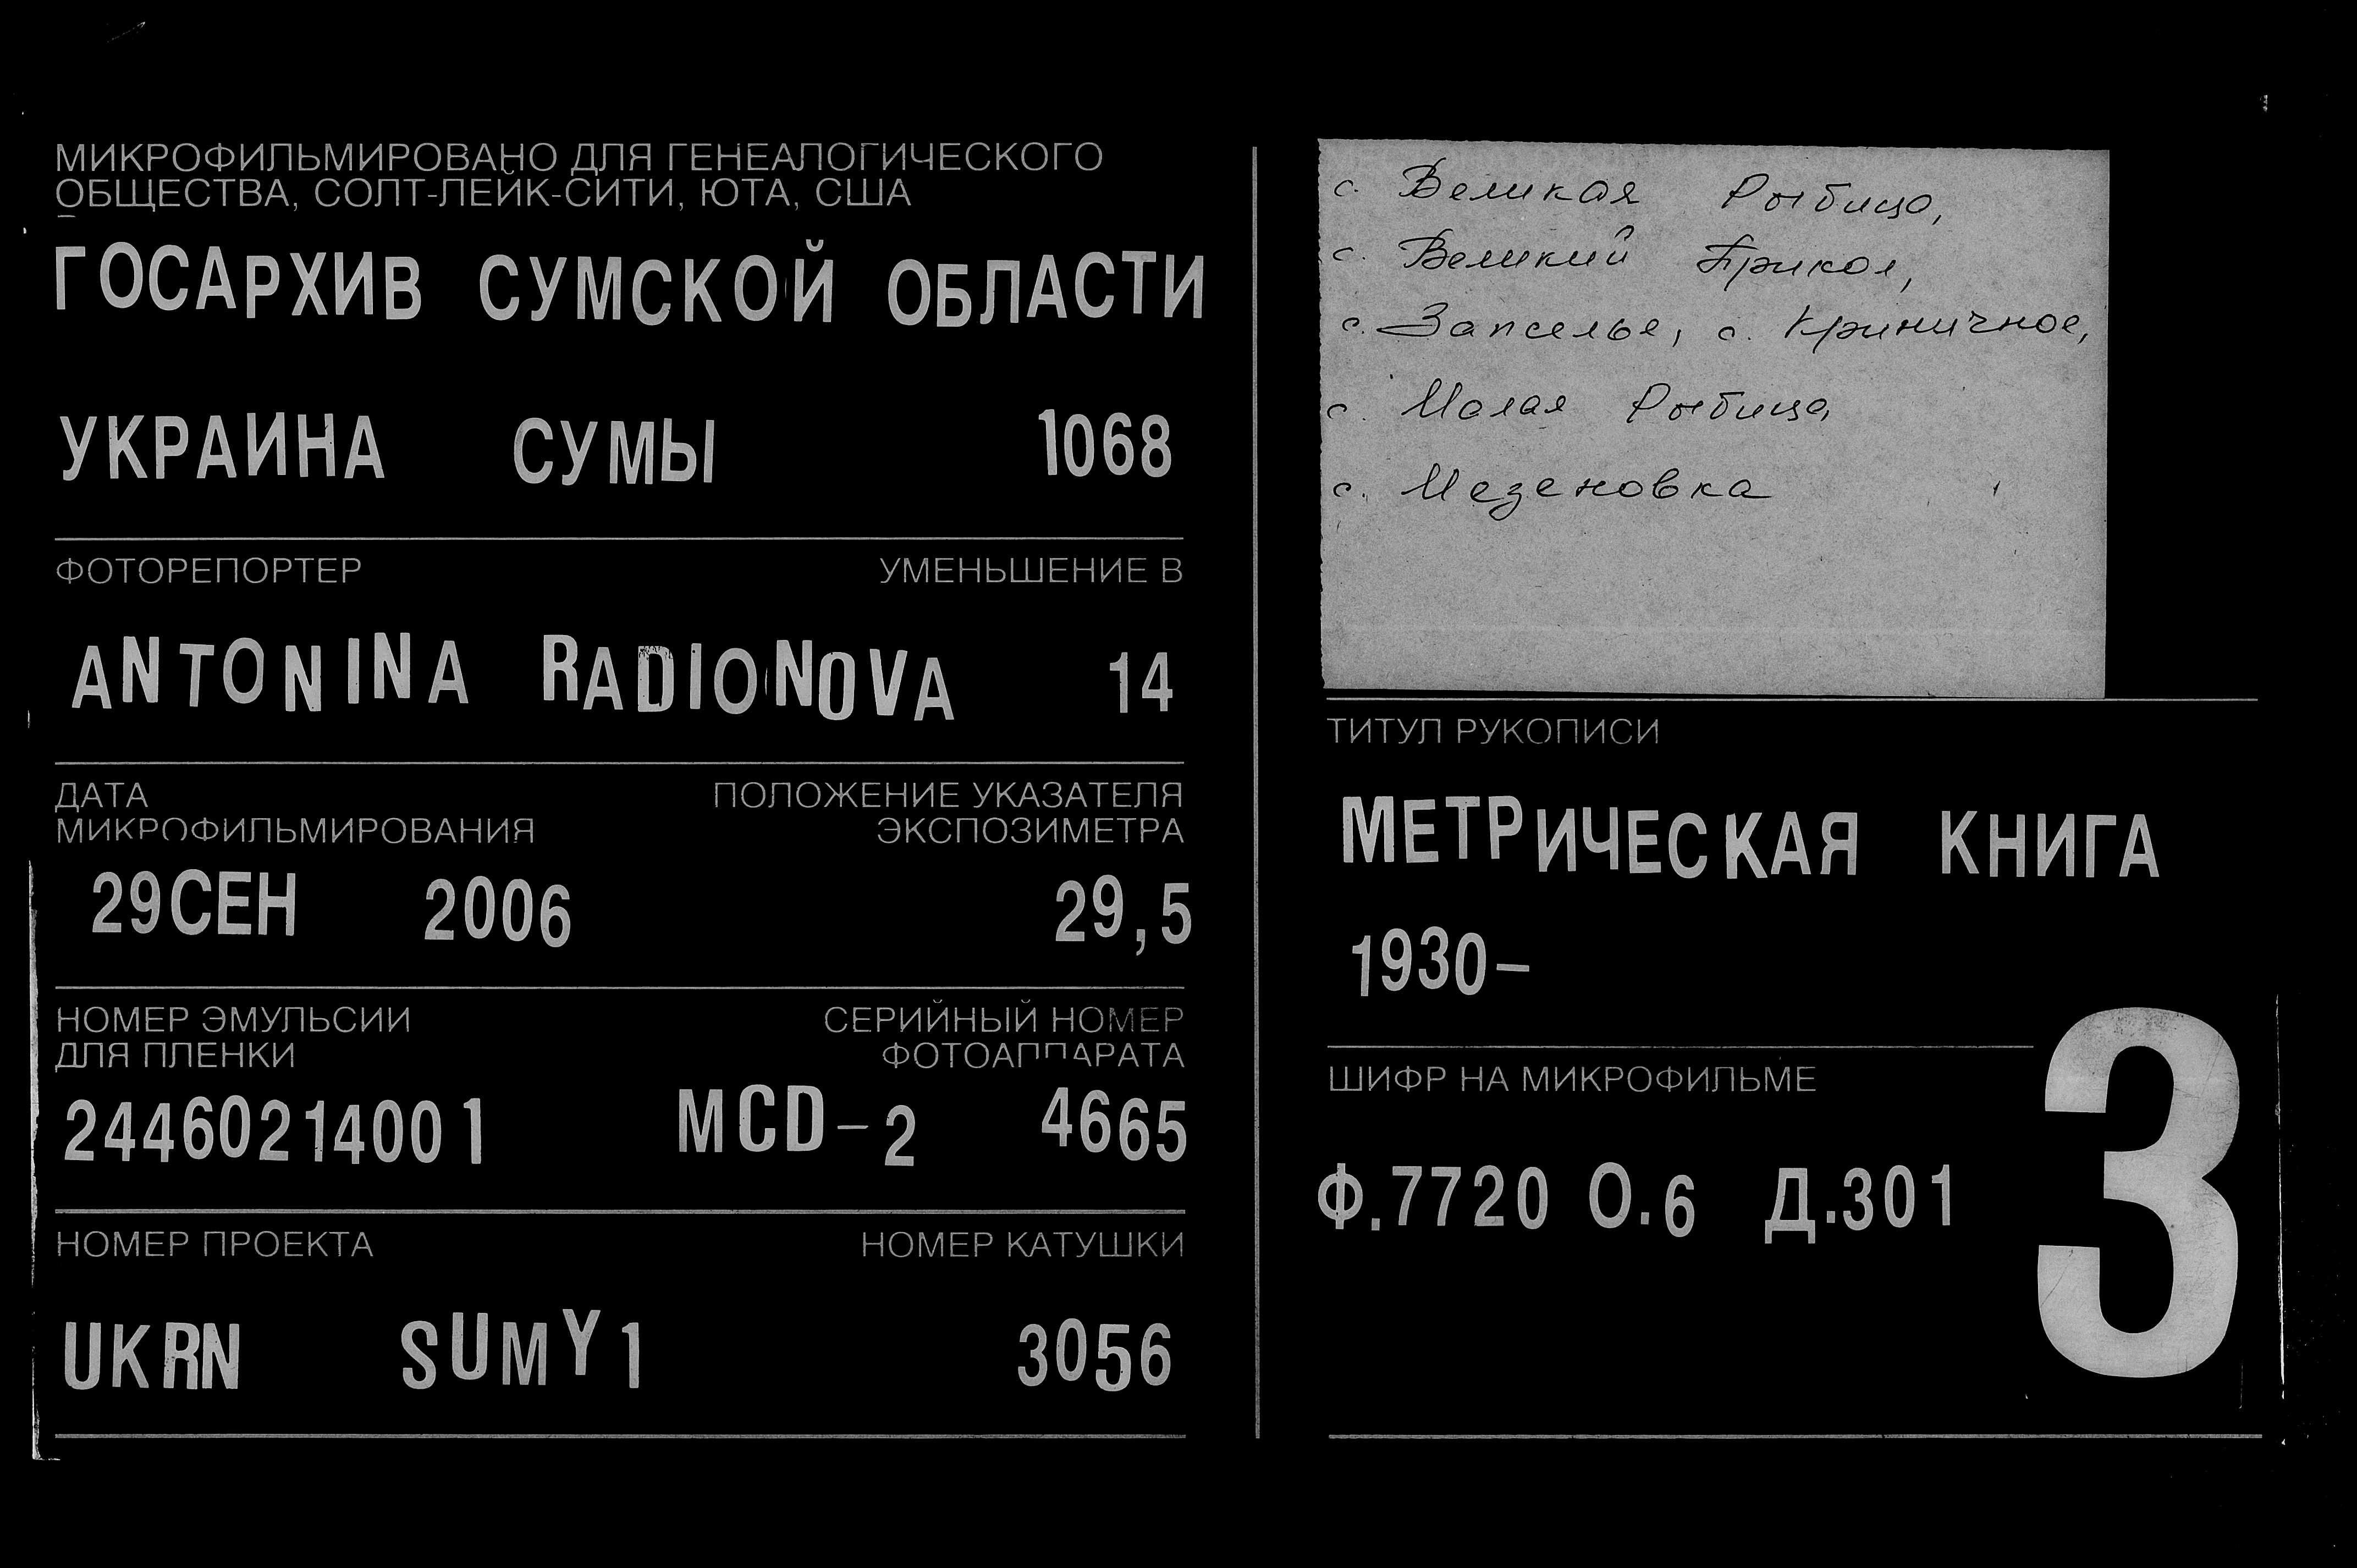 МИКРОФИЛЬМИРОВАНО ДЛЯ ГЕНЕАЛОГИЧЕСКОГО
ОБЩЕСТВА, СОЛТ-ЛЕЙК-СИТИ, ЮТА, США
ГОСАРХИВ СУМСКОЙ ОБЛАСТИ
УКРАИНА СУМЫ 1068
ФОТОРЕПОРТЕР УМЕНЬШЕНИЕ В
ANTONINA RADIONOVA 14
ДАТА ПОЛОЖЕНИЕ УКАЗАТЕЛЯ
МИКРОФИЛЬМИРОВАНИЯ ЭКСПОЗИМЕТРА
29СЕН 2006 29,5
НОМЕР ЭМУЛЬСИИ СЕРИЙНЫЙ НОМЕР
ДЛЯ ПЛЕНКИ ФОТОАППАРАТА
24460214001 MCD-2 4665
НОМЕР ПРОЕКТА НОМЕР КАТУШКИ
UKRN SUMY1 3056
с. Великая Рыбица,
с. Великий Прикол,
с. Запселье, с. Криничное,
с. Малая Рыбица
с. Мезеновка
ТИТУЛ РУКОПИСИ
МЕТРИЧЕСКАЯ КНИГА
1930-
ШИФР НА МИКРОФИЛЬМЕ
Ф.7720 О.6 Д.301
3